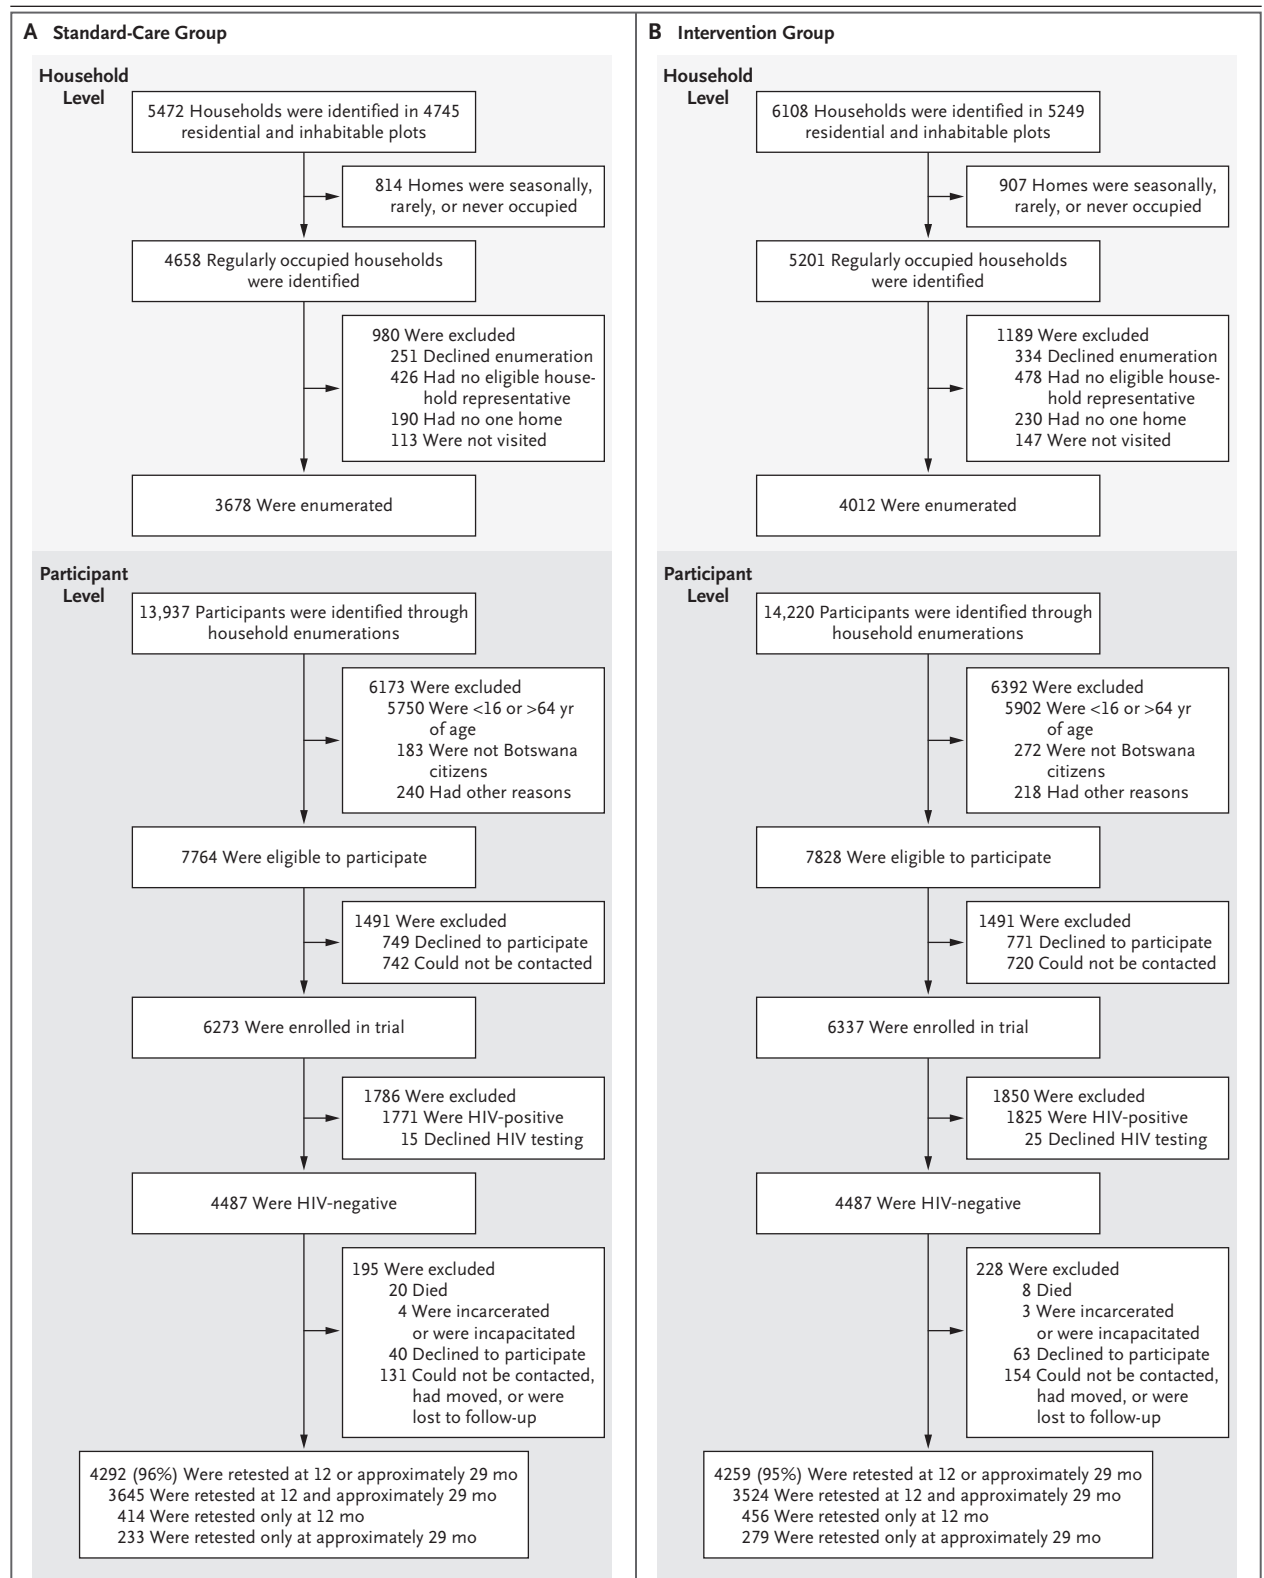 A Standard-Care Group
Household
Level
5472 Households were identified in 4745
residential and inhabitable plots
814 Homes were seasonally,
rarely, or never occupied
4658 Regularly occupied households
were identified
980 Were excluded
251 Declined enumeration
426 Had no eligible house-
hold representative
190 Had no one home
113 Were not visited
3678 Were enumerated
Participant
Level
13,937 Participants were identified through
household enumerations
6173 Were excluded
5750 Were <16 or >64 yr
of age
183 Were not Botswana
citizens
240 Had other reasons
7764 Were eligible to participate
1491 Were excluded
749 Declined to participate
742 Could not be contacted
6273 Were enrolled in trial
1786 Were excluded
1771 Were HIV-positive
15 Declined HIV testing
4487 Were HIV-negative
195 Were excluded
20 Died
4 Were incarcerated
or were incapacitated
40 Declined to participate
131 Could not be contacted,
had moved, or were
lost to follow-up
4292 (96%) Were retested at 12 or approximately 29 mo
3645 Were retested at 12 and approximately 29 mo
414 Were retested only at 12 mo
233 Were retested only at approximately 29 mo
B Intervention Group
Household
Level
6108 Households were identified in 5249
residential and inhabitable plots
907 Homes were seasonally,
rarely, or never occupied
5201 Regularly occupied households
were identified
1189 Were excluded
334 Declined enumeration
478 Had no eligible house-
hold representative
230 Had no one home
147 Were not visited
4012 Were enumerated
Participant
Level
14,220 Participants were identified through
household enumerations
6392 Were excluded
5902 Were <16 or >64 yr
of age
272 Were not Botswana
citizens
218 Had other reasons
7828 Were eligible to participate
1491 Were excluded
771 Declined to participate
720 Could not be contacted
6337 Were enrolled in trial
1850 Were excluded
1825 Were HIV-positive
25 Declined HIV testing
4487 Were HIV-negative
228 Were excluded
8 Died
3 Were incarcerated
or were incapacitated
63 Declined to participate
154 Could not be contacted,
had moved, or were
lost to follow-up
4259 (95%) Were retested at 12 or approximately 29 mo
3524 Were retested at 12 and approximately 29 mo
456 Were retested only at 12 mo
279 Were retested only at approximately 29 mo